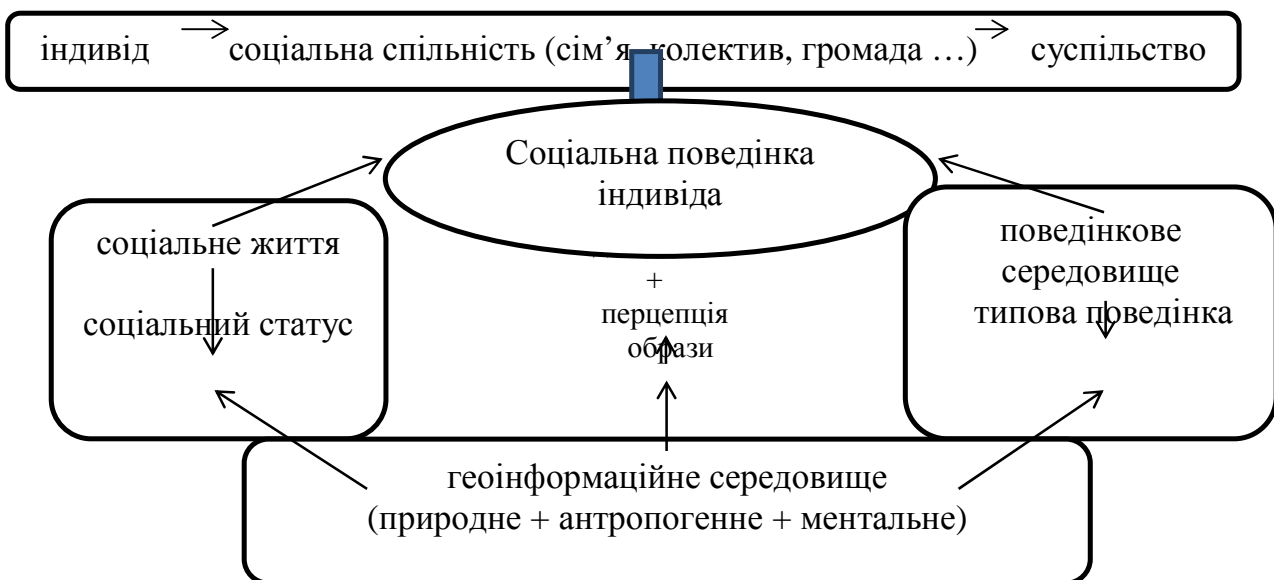 індивід → соціальна спільність (сім’я, колектив, громада …) → суспільство
Соціальна поведінка
індивіда
соціальне життя
соціальний статус
+
перцепція
образи
поведінкове
середовище
типова поведінка
геоінформаційне середовище
(природне + антропогенне + ментальне)